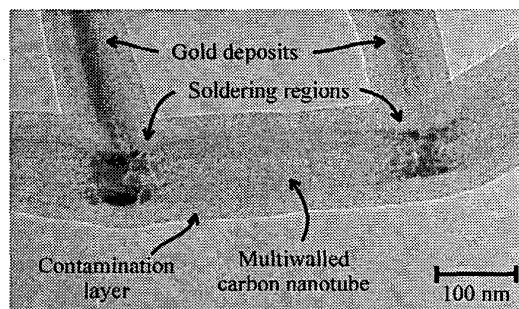 Gold deposits
Soldering regions
Contamination
layer
Multiwalled
carbon nanotube
100 nm